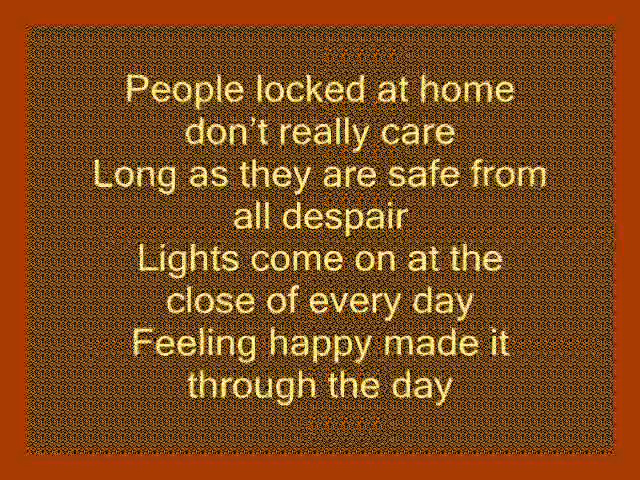 People locked at home
don't really care
Long as they are safe from
all despair
Lights come on at the
close of every day
Feeling happy made it
through the day